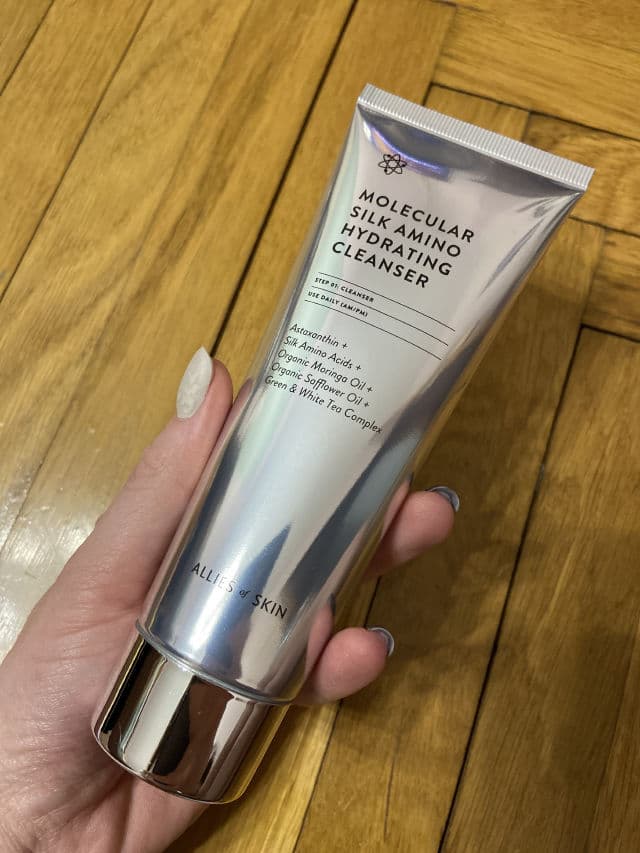 MOLECULAR
SILK AMINO
HYDRATING
CLEANSER
STEP 01: CLEANSER
USE DAILY (AM/PM)
Astaxanthin +
Silk Amino Acids +
Organic Moringa Oil +
Organic Safflower Oil +
Green & White Tea Complex
ALLIES of SKIN